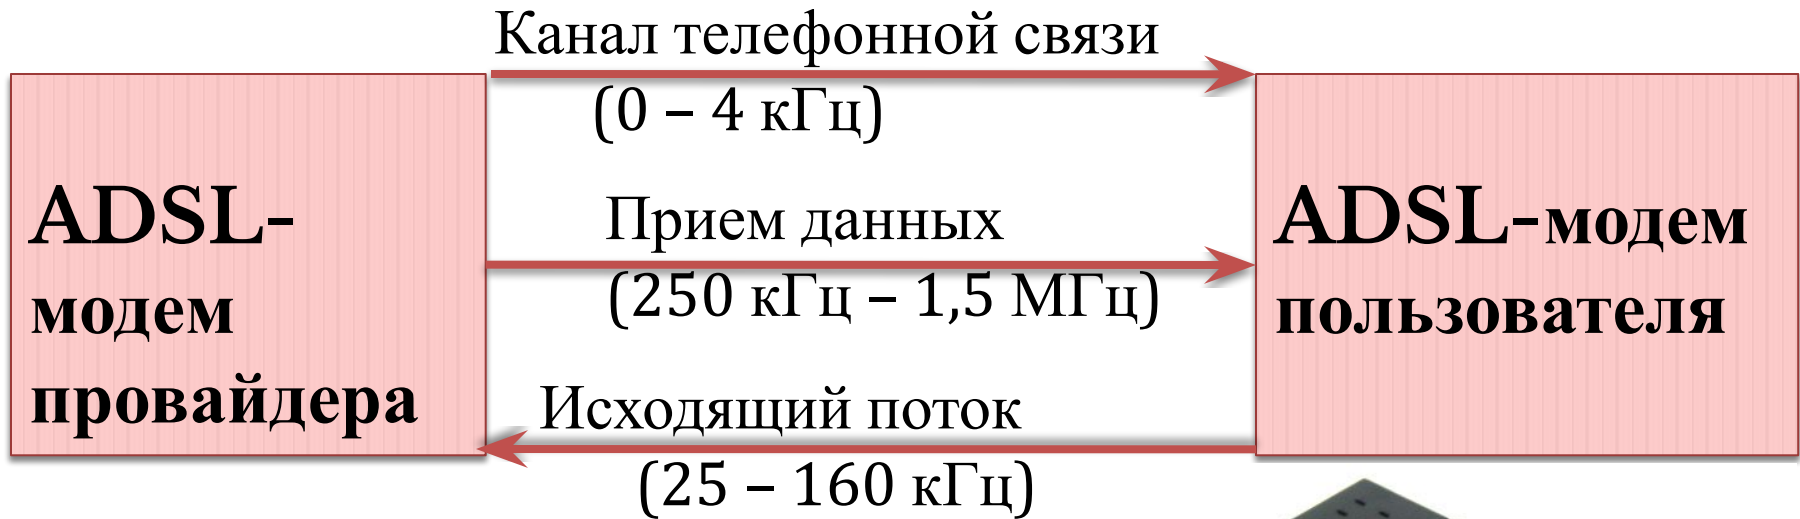 Канал телефонной связи
(0 – 4 кГц)
ADSL-
модем
провайдера
Прием данных
(250 кГц – 1,5 МГц)
Исходящий поток
(25 – 160 кГц)
ADSL-модем
пользователя